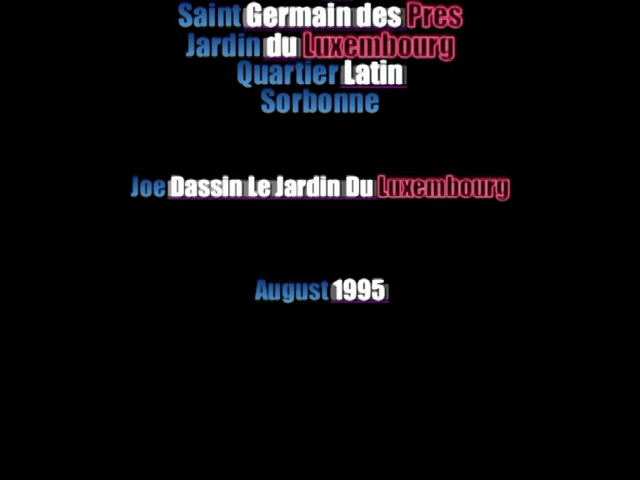 Saint Germain des Pres
Jardin du Luxembourg
Quartier Latin
Sorbonne
Joe Dassin Le Jardin Du Luxembourg
August 1995